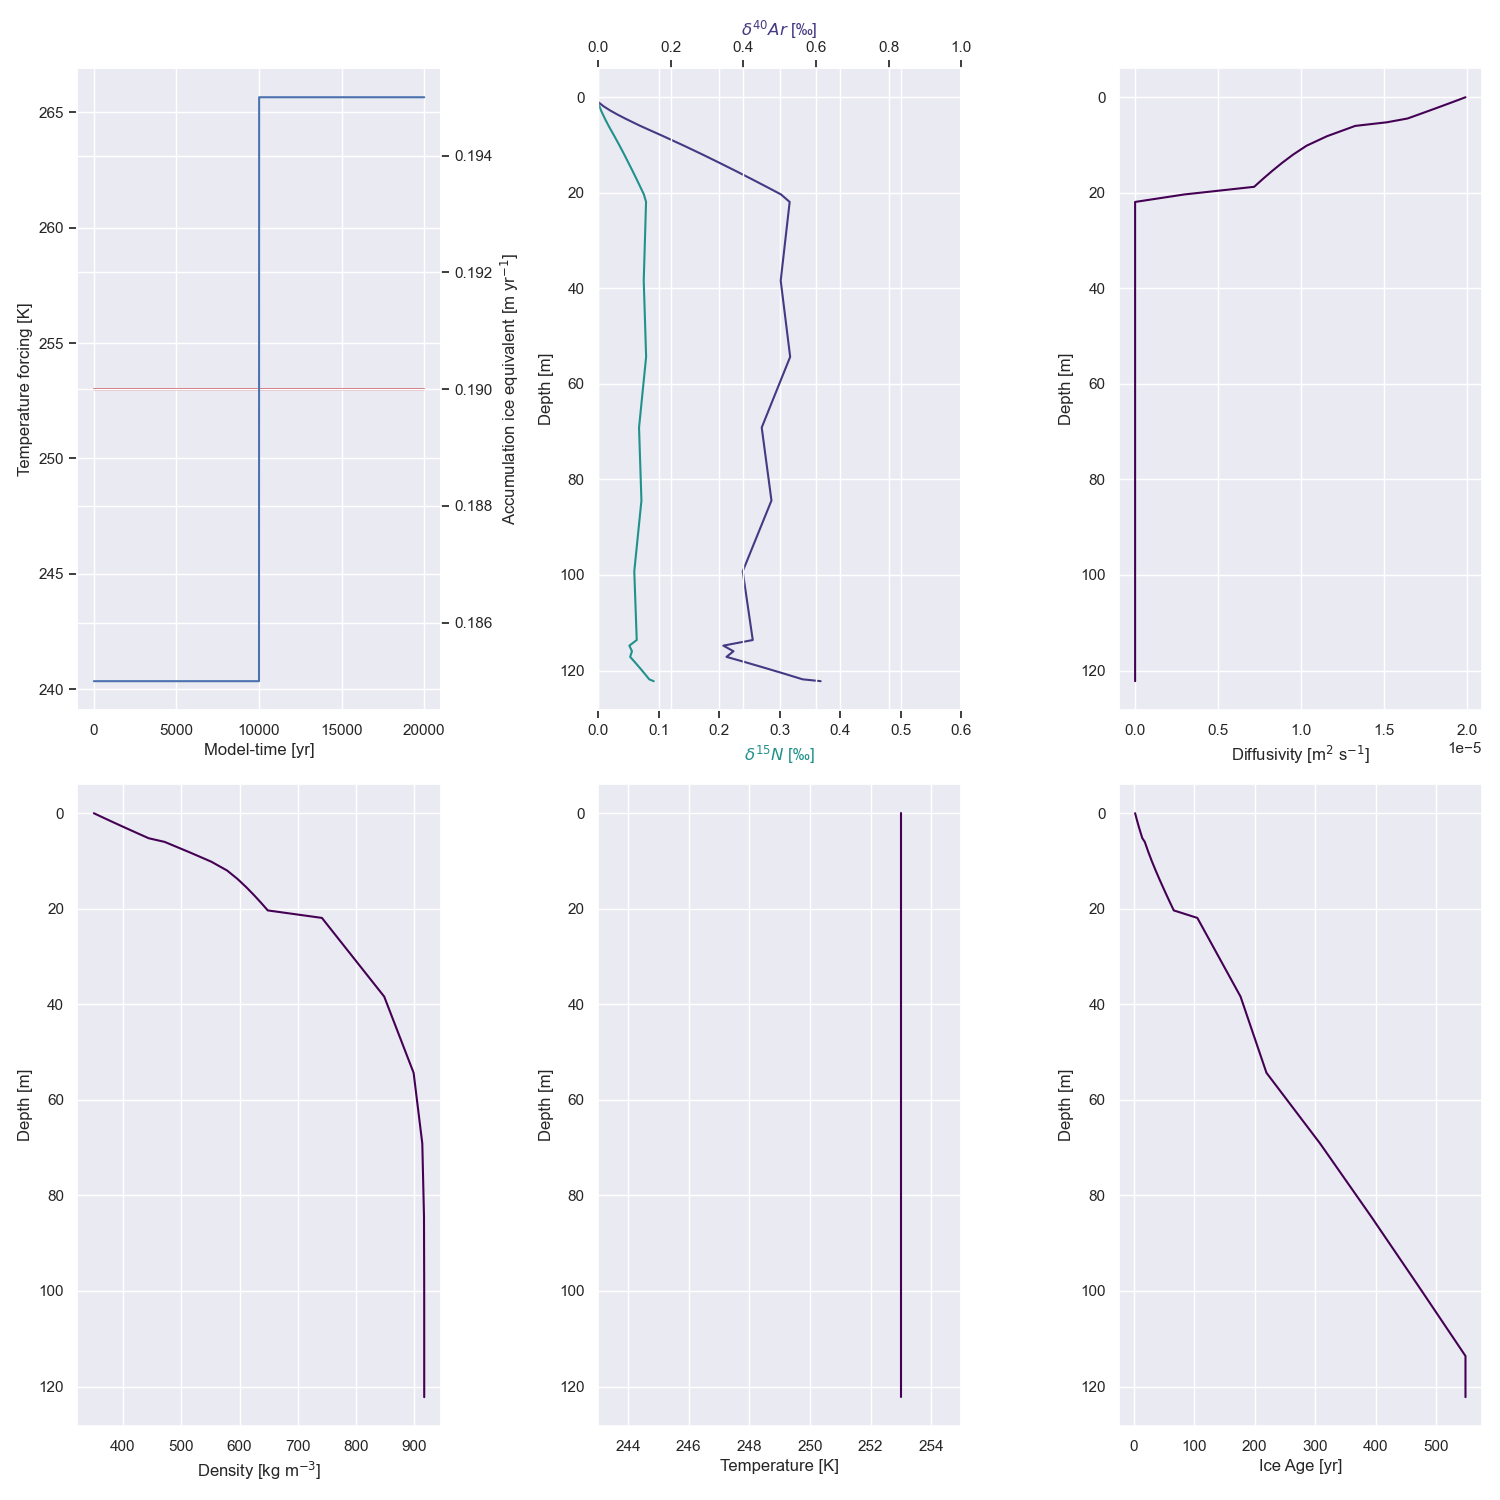 δ⁴⁰Ar [‰]
0.0 0.2 0.4 0.6 0.8 1.0
265
260
255
250
245
240
Temperature forcing [K]
0.194
0.192
0.190
0.188
0.186
Accumulation ice equivalent [m yr⁻¹]
0 5000 10000 15000 20000
Model-time [yr]
0
20
40
60
80
100
120
Depth [m]
0.0 0.1 0.2 0.3 0.4 0.5 0.6
δ¹⁵N [‰]
0
20
40
60
80
100
120
Depth [m]
0.0 0.5 1.0 1.5 2.0
1e−5
Diffusivity [m² s⁻¹]
0
20
40
60
80
100
120
Depth [m]
400 500 600 700 800 900
Density [kg m⁻³]
0
20
40
60
80
100
120
Depth [m]
244 246 248 250 252 254
Temperature [K]
0
20
40
60
80
100
120
Depth [m]
0 100 200 300 400 500
Ice Age [yr]